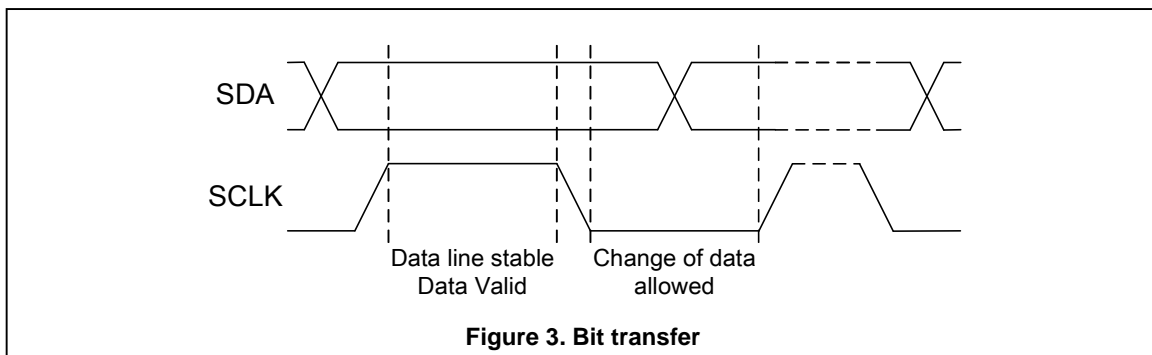 SDA
SCLK
Data line stable
Data Valid
Change of data
allowed
Figure 3. Bit transfer